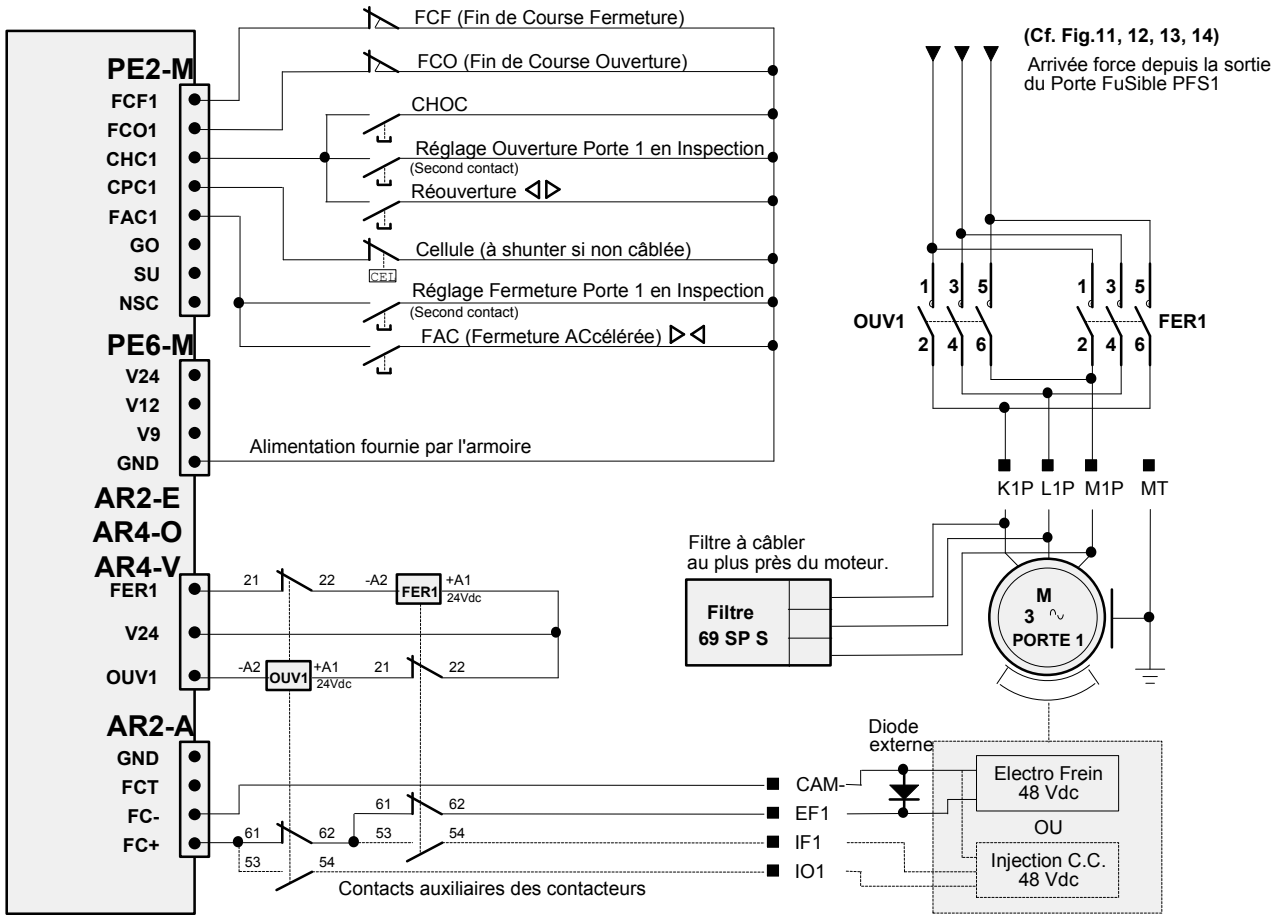 FCF (Fin de Course Fermeture)
(Cf. Fig.11, 12, 13, 14)
Arrivée force depuis la sortie
du Porte FuSible PFS1
PE2-M
FCO (Fin de Course Ouverture)
FCF1
CHOC
FCO1
CHC1
Réglage Ouverture Porte 1 en Inspection
(Second contact)
CPC1
Réouverture
FAC1
GO
Cellule (à shunter si non câblée)
SU
CEL
NSC
Réglage Fermeture Porte 1 en Inspection
(Second contact)
FAC (Fermeture ACcélérée)
1 3 5
1 3 5
OUV1
FER1
2 4 6
2 4 6
PE6-M
V24
V12
V9
GND
Alimentation fournie par l'armoire
K1P L1P M1P MT
AR2-E
AR4-O
AR4-V
FER1
21 22
-A2 FER1 +A1
24Vdc
V24
OUV1
-A2 OUV1 +A1
24Vdc
21 22
Filtre à câbler
au plus près du moteur.
Filtre
69 SP S
M
3 ∿
PORTE 1
AR2-A
GND
FCT
FC-
FC+
61 62
53 54
61 62
53 54
Contacts auxiliaires des contacteurs
Diode
externe
CAM-
EF1
IF1
IO1
Electro Frein
48 Vdc
OU
Injection C.C.
48 Vdc